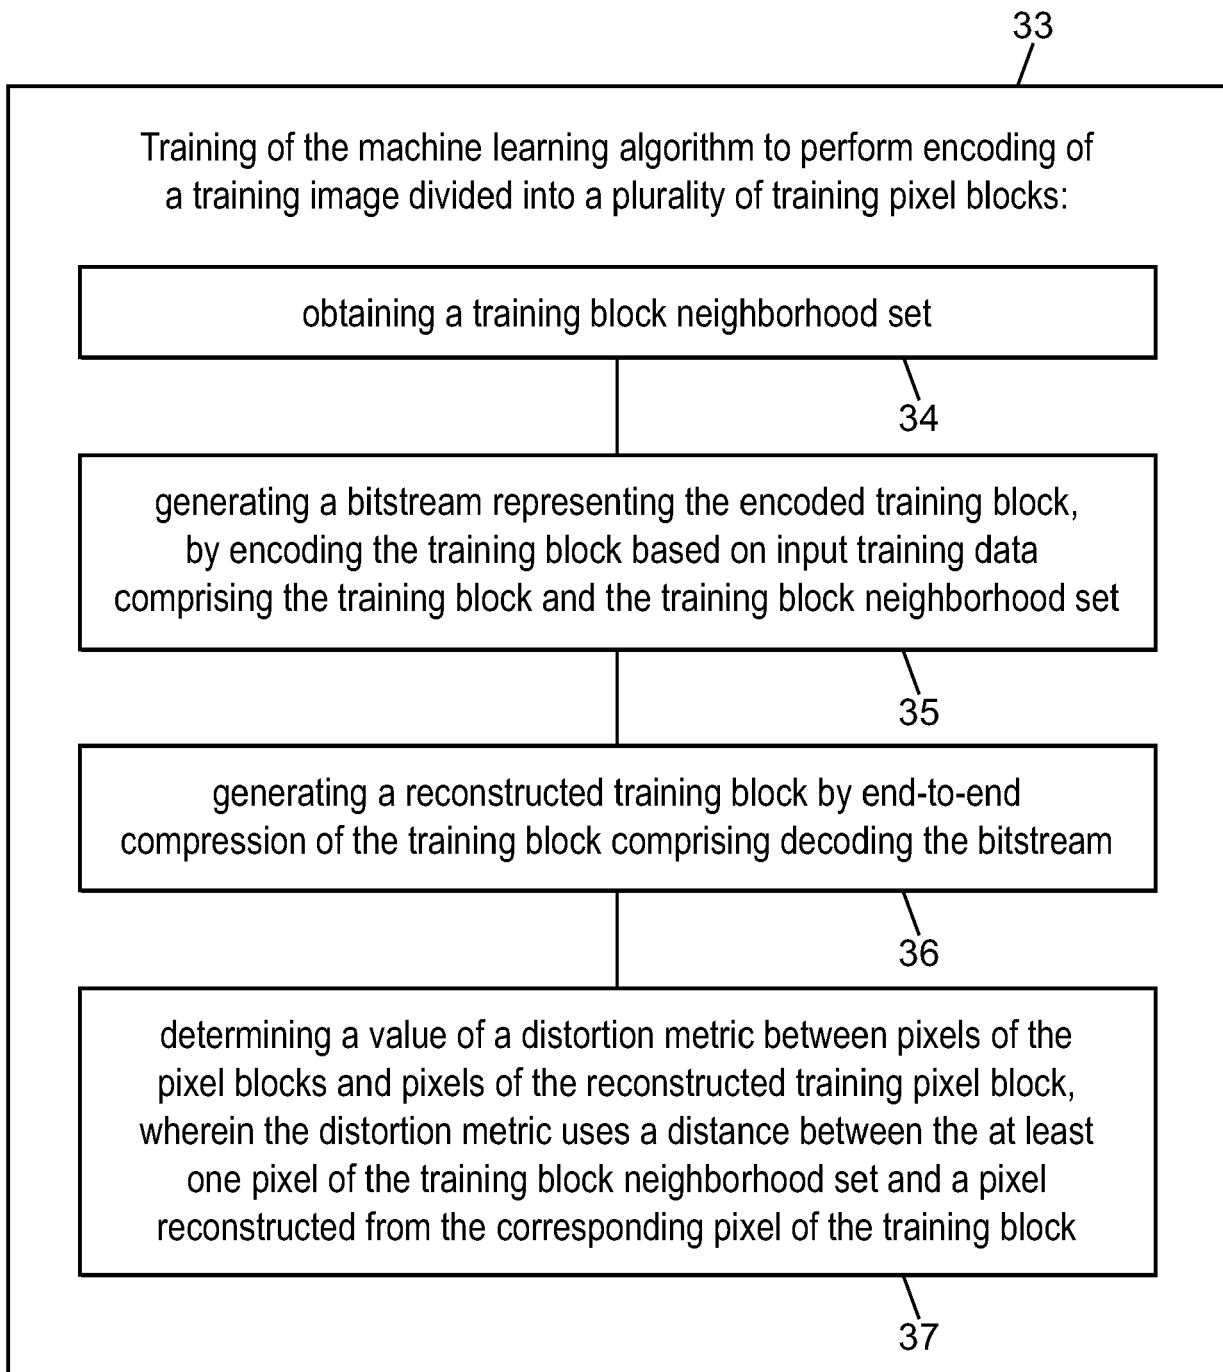 33
Training of the machine learning algorithm to perform encoding of
a training image divided into a plurality of training pixel blocks:
obtaining a training block neighborhood set
34
generating a bitstream representing the encoded training block,
by encoding the training block based on input training data
comprising the training block and the training block neighborhood set
35
generating a reconstructed training block by end-to-end
compression of the training block comprising decoding the bitstream
36
determining a value of a distortion metric between pixels of the
pixel blocks and pixels of the reconstructed training pixel block,
wherein the distortion metric uses a distance between the at least
one pixel of the training block neighborhood set and a pixel
reconstructed from the corresponding pixel of the training block
37